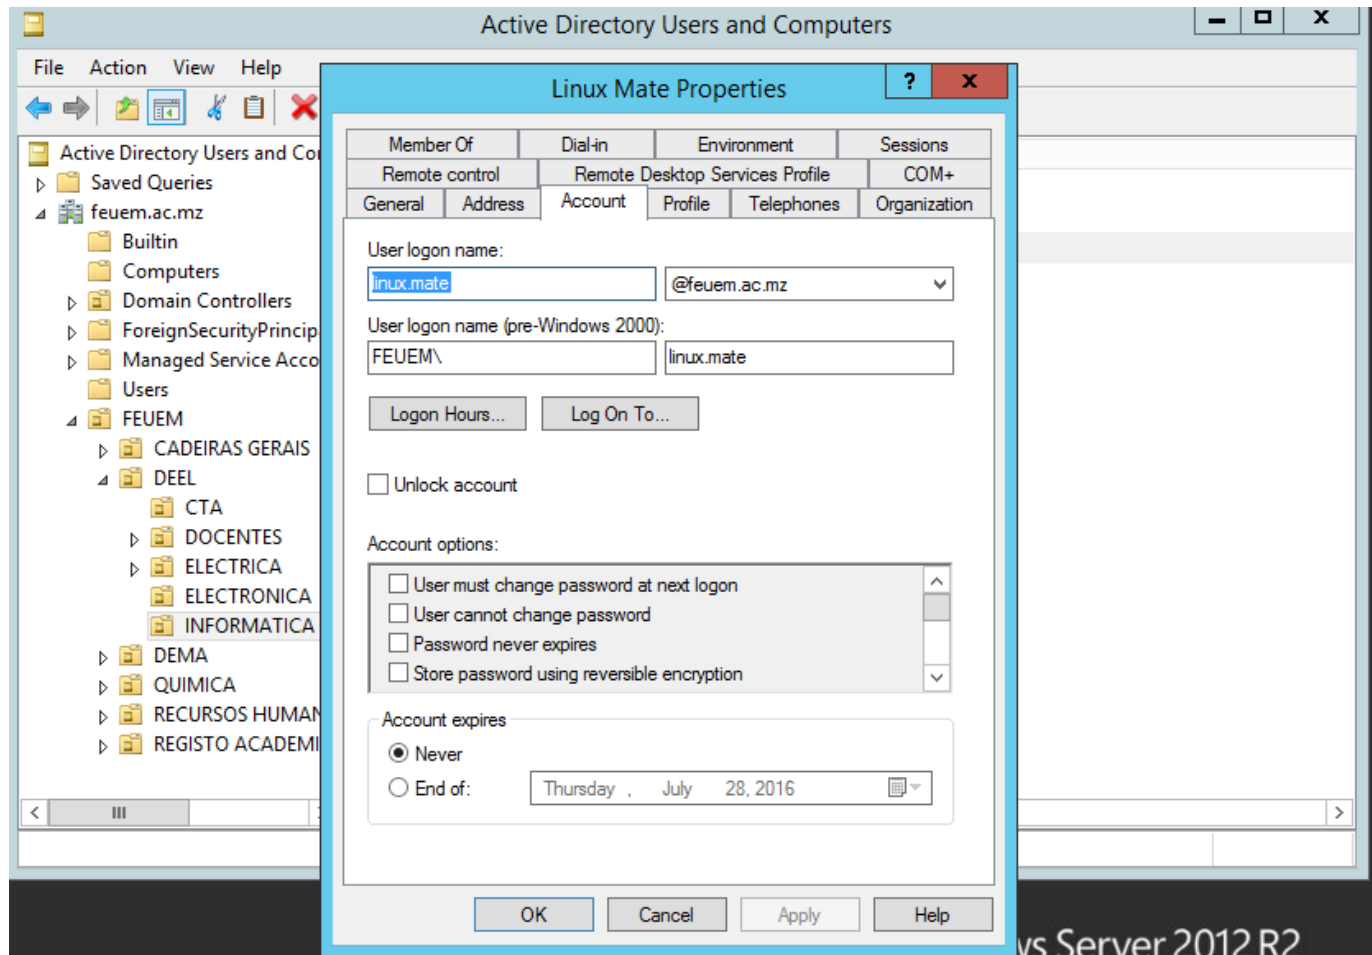 Active Directory Users and Computers
File Action View Help
Linux Mate Properties
? x
Member Of Dial-in Environment Sessions
Remote control Remote Desktop Services Profile COM+
General Address Account Profile Telephones Organization
Active Directory Users and Co
Saved Queries
feuem.ac.mz
Builtin
Computers
Domain Controllers
ForeignSecurityPrincip
Managed Service Acco
Users
FEUEM
CADEIRAS GERAIS
DEEL
CTA
DOCENTES
ELECTRICA
ELECTRONICA
INFORMATICA
DEMA
QUIMICA
RECURSOS HUMAN
REGISTO ACADEMI
User logon name:
linux.mate @feuem.ac.mz
User logon name (pre-Windows 2000):
FEUEM\ linux.mate
Logon Hours... Log On To...
Unlock account
Account options:
User must change password at next logon
User cannot change password
Password never expires
Store password using reversible encryption
Account expires
Never
End of: Thursday , July 28, 2016
OK Cancel Apply Help
ws Server 2012 R2